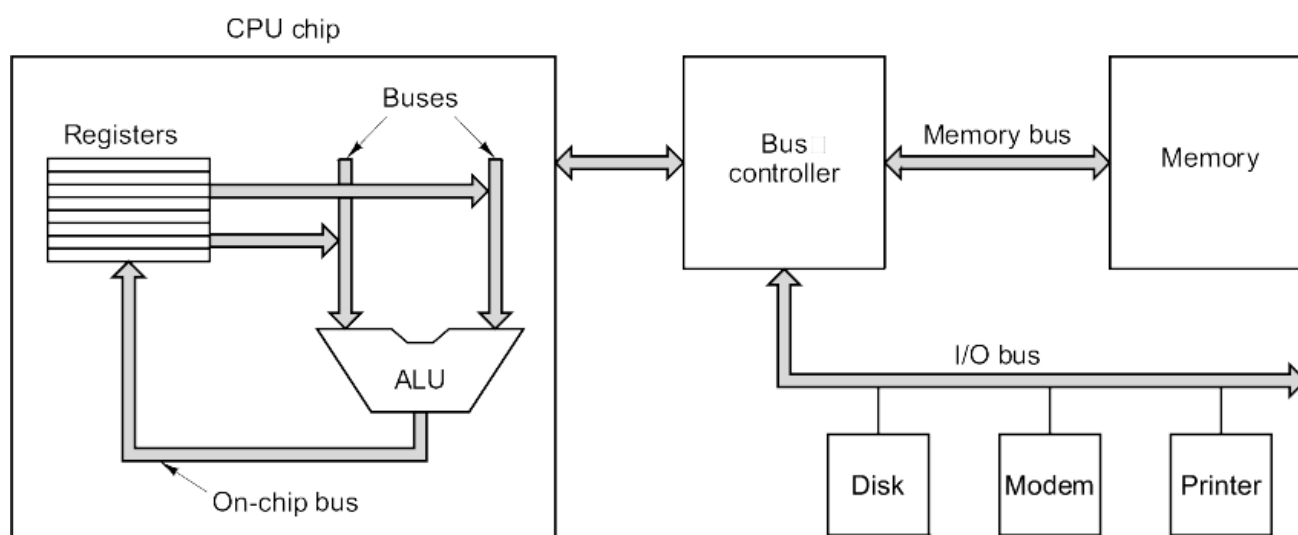 CPU chip
Buses
Registers
ALU
On-chip bus
Bus
controller
Memory bus
Memory
I/O bus
Disk
Modem
Printer